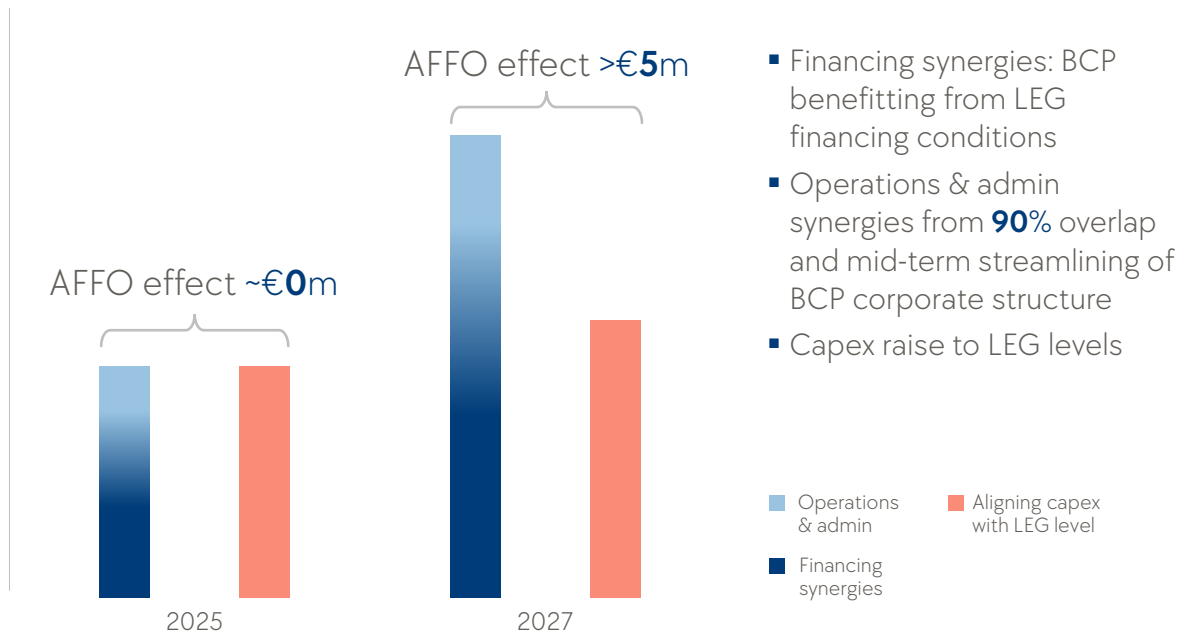 AFFO effect ~€0m
2025
AFFO effect >€5m
2027
▪ Financing synergies: BCP
benefitting from LEG
financing conditions
▪ Operations & admin
synergies from 90% overlap
and mid-term streamlining of
BCP corporate structure
▪ Capex raise to LEG levels
Operations
& admin
Aligning capex
with LEG level
Financing
synergies